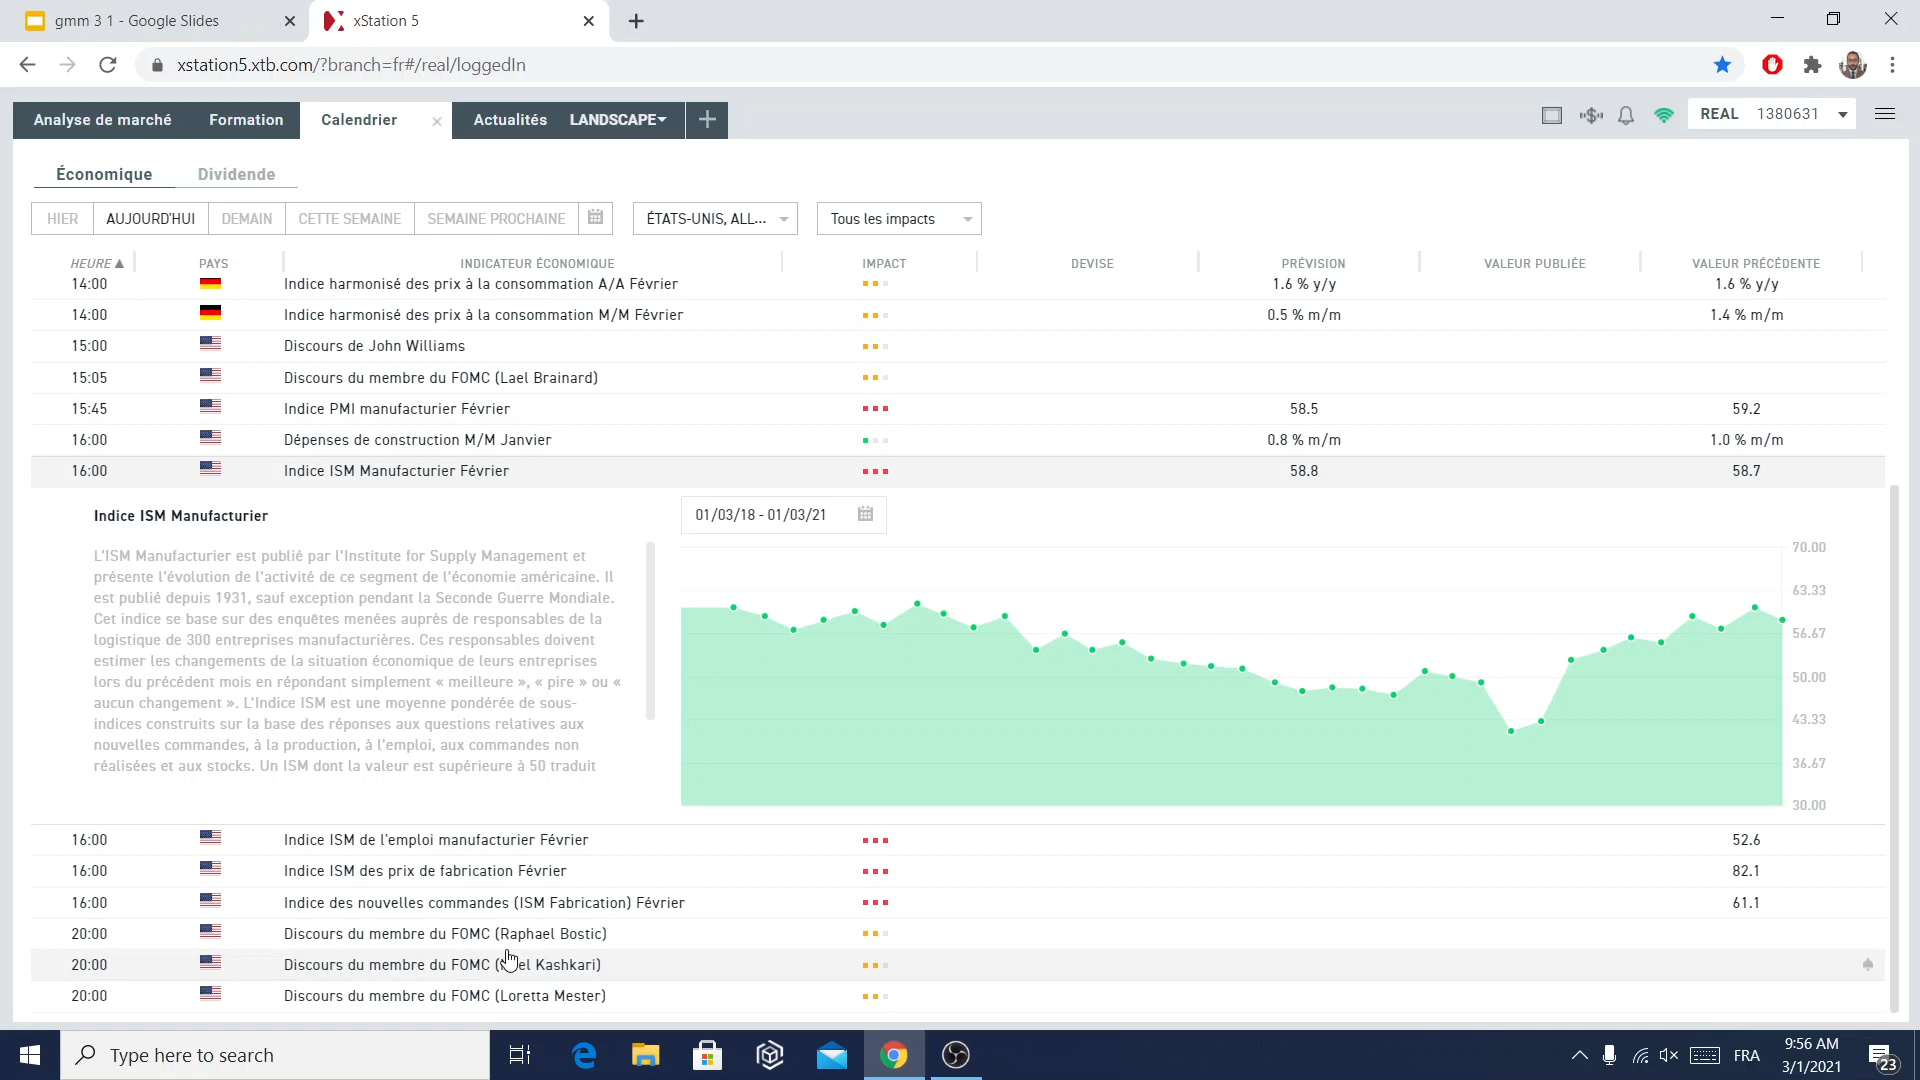 gmm 3 1 - Google Slides
xStation 5
xstation5.xtb.com/?branch=fr#/real/loggedIn
Analyse de marché Formation Calendrier Actualités LANDSCAPE REAL 1380631
Économique Dividende
HIER AUJOURD'HUI DEMAIN CETTE SEMAINE SEMAINE PROCHAINE ÉTATS-UNIS, ALL... Tous les impacts
HEURE PAYS INDICATEUR ÉCONOMIQUE IMPACT DEVISE PRÉVISION VALEUR PUBLIÉE VALEUR PRÉCÉDENTE
14:00 Indice harmonisé des prix à la consommation A/A Février 1.6 % y/y 1.6 % y/y
14:00 Indice harmonisé des prix à la consommation M/M Février 0.5 % m/m 1.4 % m/m
15:00 Discours de John Williams
15:05 Discours du membre du FOMC (Lael Brainard)
15:45 Indice PMI manufacturier Février 58.5 59.2
16:00 Dépenses de construction M/M Janvier 0.8 % m/m 1.0 % m/m
16:00 Indice ISM Manufacturier Février 58.8 58.7
Indice ISM Manufacturier
L'ISM Manufacturier est publié par l'Institute for Supply Management et
présente l'évolution de l'activité de ce segment de l'économie américaine. Il
est publié depuis 1931, sauf exception pendant la Seconde Guerre Mondiale.
Cet indice se base sur des enquêtes menées auprès de responsables de la
logistique de 300 entreprises manufacturières. Ces responsables doivent
estimer les changements de la situation économique de leurs entreprises
lors du précédent mois en répondant simplement « meilleure », « pire » ou «
aucun changement ». L'Indice ISM est une moyenne pondérée de sous-
indices construits sur la base des réponses aux questions relatives aux
nouvelles commandes, à la production, à l'emploi, aux commandes non
réalisées et aux stocks. Un ISM dont la valeur est supérieure à 50 traduit
01/03/18 - 01/03/21
70.00
63.33
56.67
50.00
43.33
36.67
30.00
16:00 Indice ISM de l'emploi manufacturier Février 52.6
16:00 Indice ISM des prix de fabrication Février 82.1
16:00 Indice des nouvelles commandes (ISM Fabrication) Février 61.1
20:00 Discours du membre du FOMC (Raphael Bostic)
20:00 Discours du membre du FOMC ( Kashkari)
20:00 Discours du membre du FOMC (Loretta Mester)
Type here to search
FRA
9:56 AM
3/1/2021
23